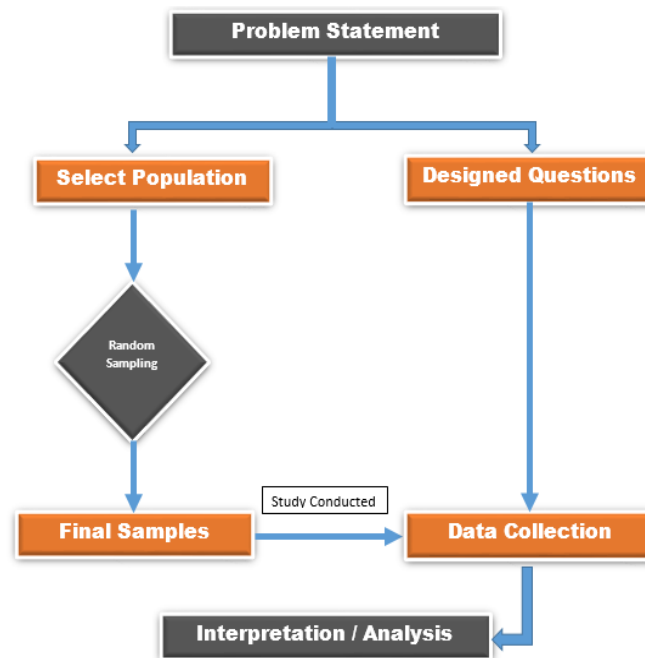 Problem Statement
Select Population
Designed Questions
Random
Sampling
Study Conducted
Final Samples
Data Collection
Interpretation / Analysis